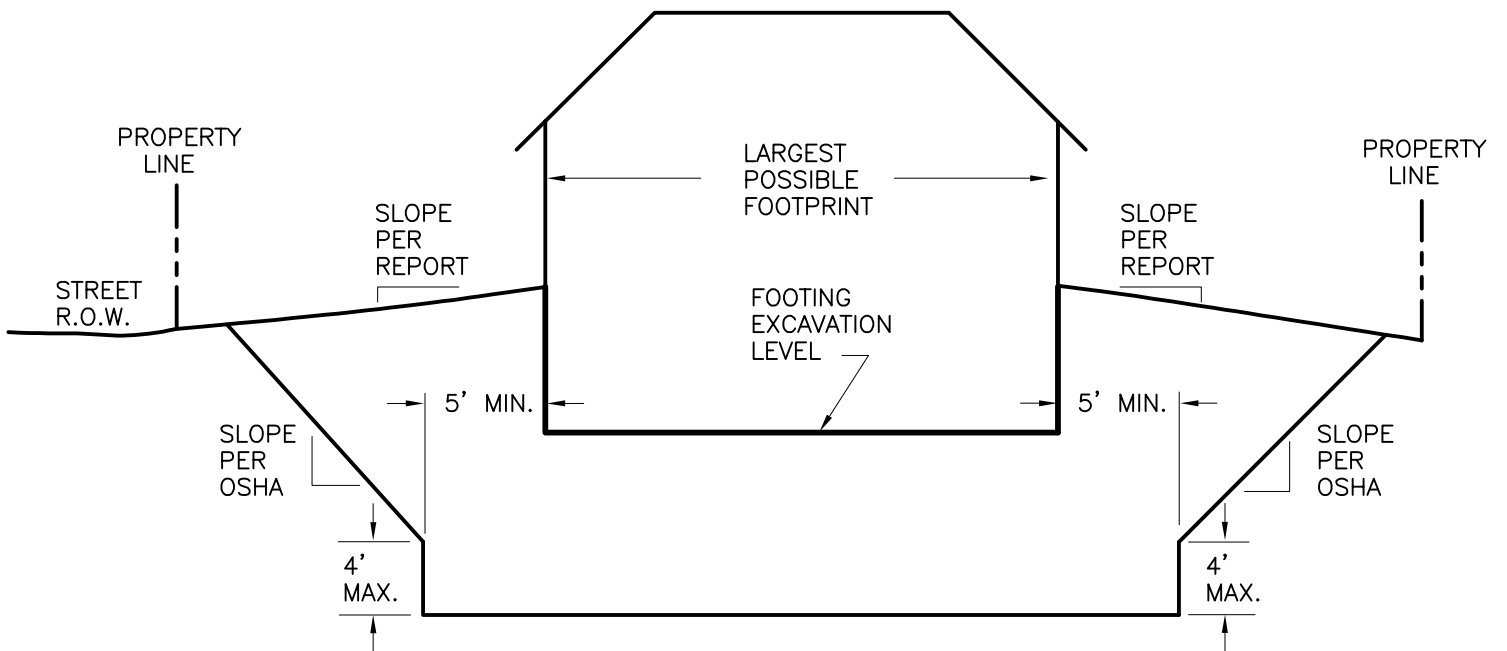 PROPERTY
LINE
STREET
R.O.W.
SLOPE
PER
REPORT
LARGEST
POSSIBLE
FOOTPRINT
SLOPE
PER
REPORT
PROPERTY
LINE
FOOTING
EXCAVATION
LEVEL
5' MIN.
5' MIN.
SLOPE
PER
OSHA
SLOPE
PER
OSHA
4'
MAX.
4'
MAX.